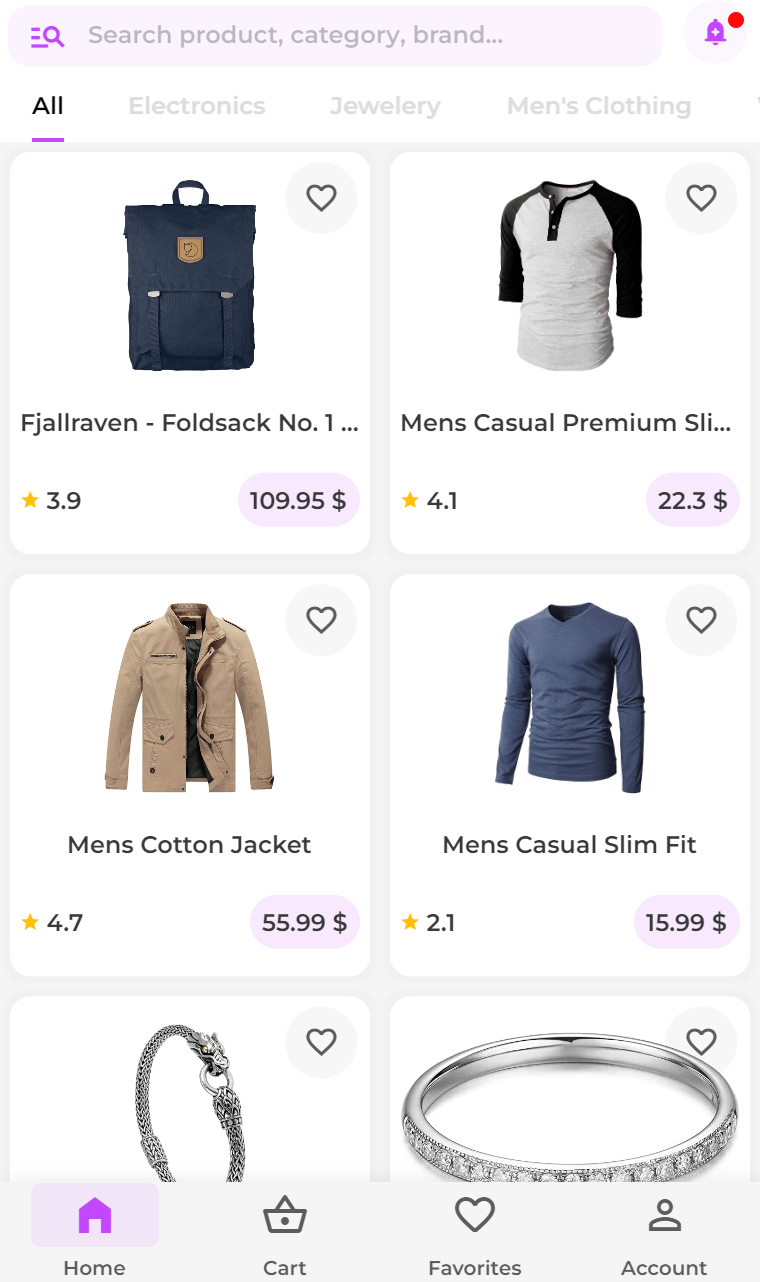 Search product, category, brand...
All Electronics Jewelery Men's Clothing
Fjallraven - Foldsack No. 1 ...
3.9 109.95 $
Mens Casual Premium Sli...
4.1 22.3 $
Mens Cotton Jacket
4.7 55.99 $
Mens Casual Slim Fit
2.1 15.99 $
Home Cart Favorites Account